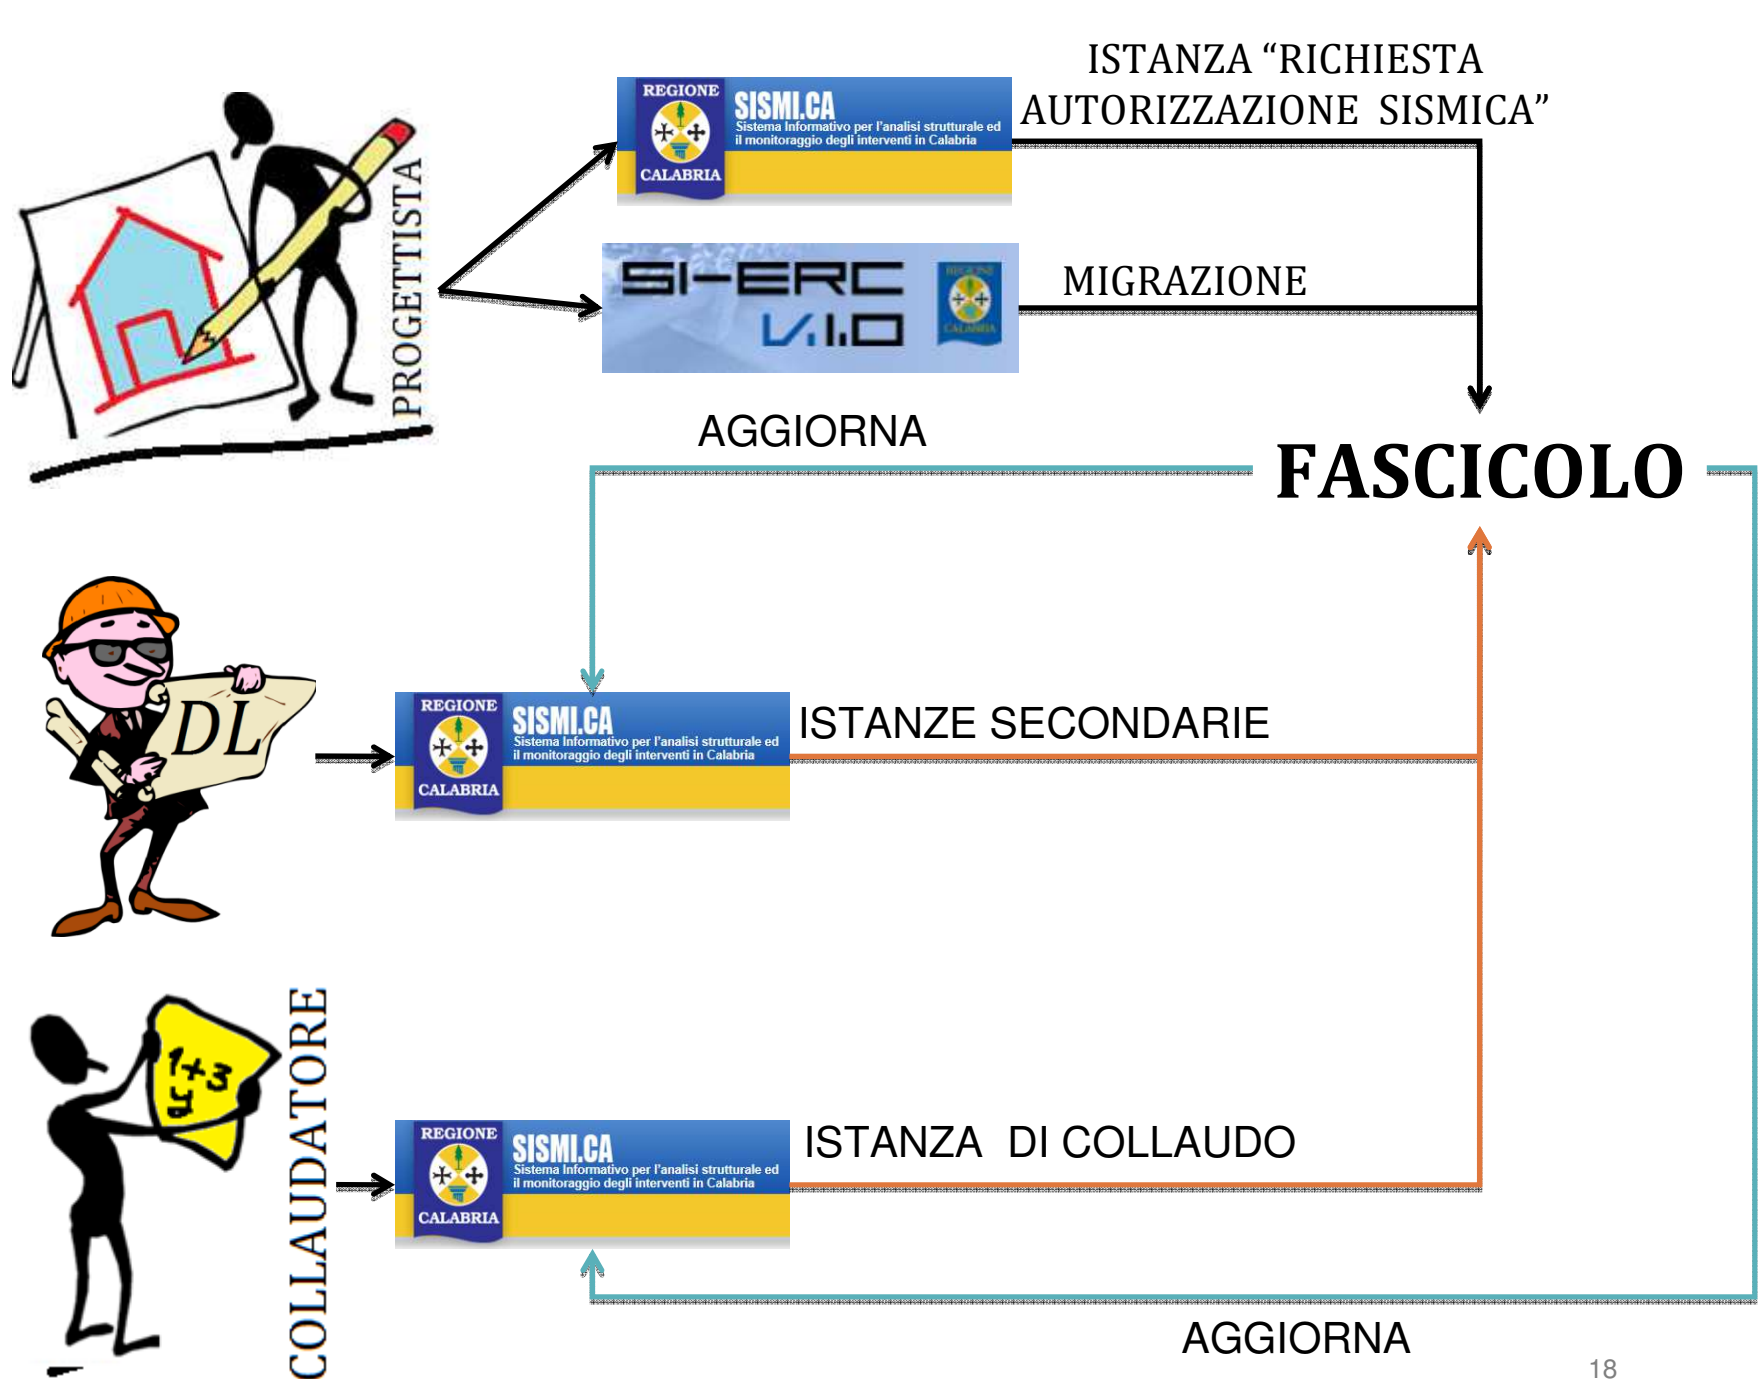 ISTANZA “RICHIESTA
AUTORIZZAZIONE SISMICA”
REGIONE
CALABRIA
SISMI.CA
Sistema Informativo per l'analisi strutturale ed
il monitoraggio degli interventi in Calabria
PROGETTISTA
SI-ERC
V.1.0
REGIONE
CALABRIA
MIGRAZIONE
AGGIORNA
FASCICOLO
DL
REGIONE
CALABRIA
SISMI.CA
Sistema Informativo per l'analisi strutturale ed
il monitoraggio degli interventi in Calabria
ISTANZE SECONDARIE
1+3
COLLAUDATORE
REGIONE
CALABRIA
SISMI.CA
Sistema Informativo per l'analisi strutturale ed
il monitoraggio degli interventi in Calabria
ISTANZA DI COLLAUDO
AGGIORNA
18